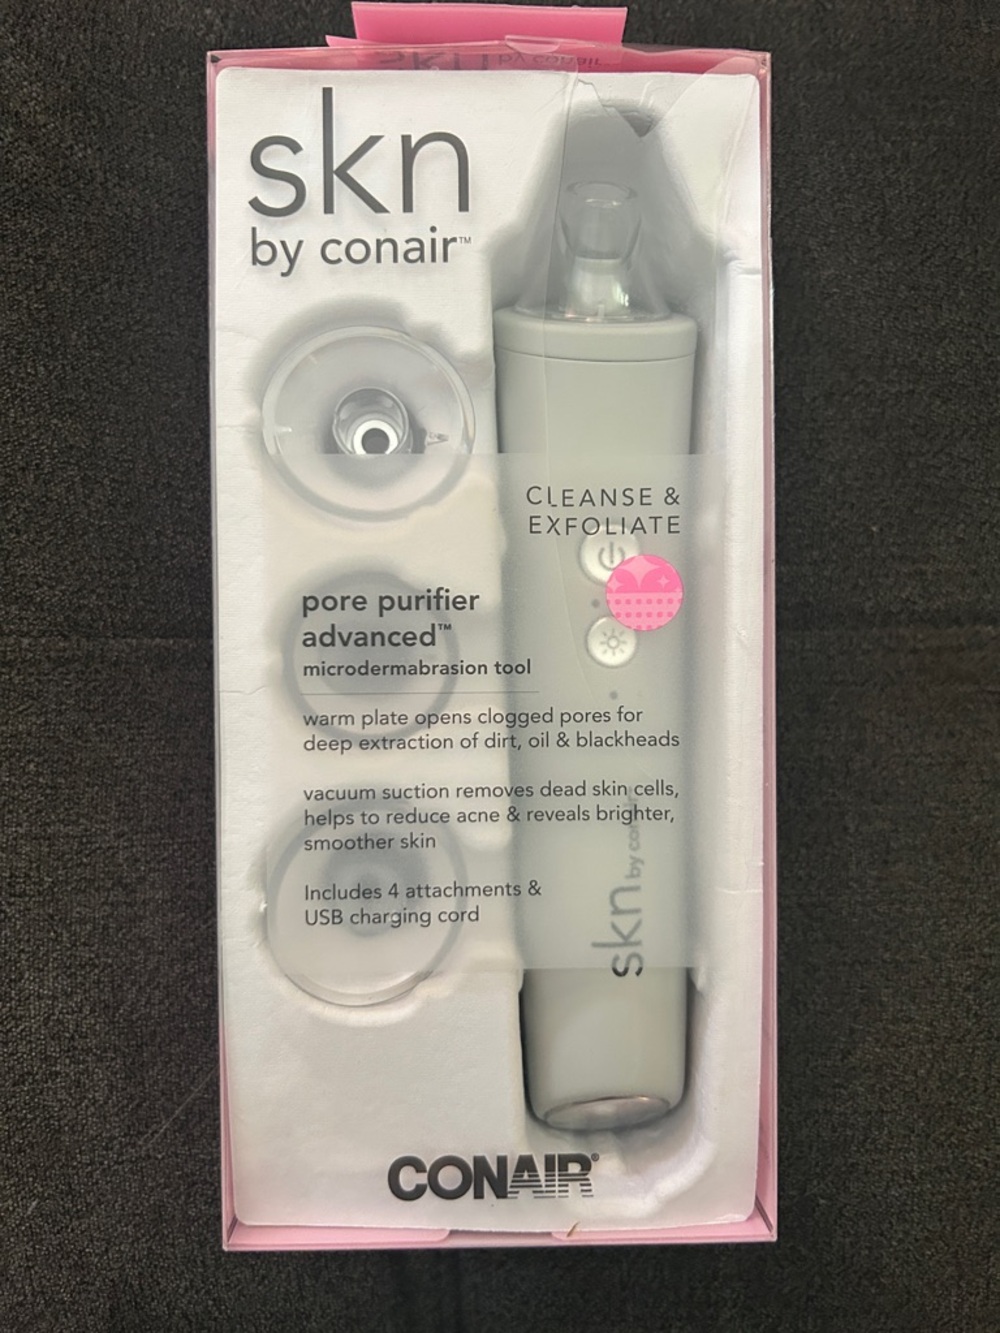 skn
by conair™
CLEANSE &
EXFOLIATE
pore purifier
advanced™
microdermabrasion tool
warm plate opens clogged pores for
deep extraction of dirt, oil & blackheads
vacuum suction removes dead skin cells,
helps to reduce acne & reveals brighter,
smoother skin
Includes 4 attachments &
USB charging cord
skn by conair
CONAIR®